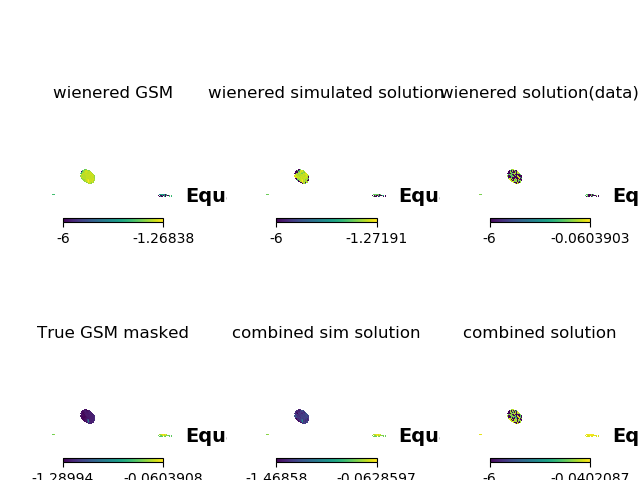 wienered GSM
wienered simulated solution
wienered solution(data)
Equ
Equ
Eq
-6 -1.26838
-6 -1.27191
-6 -0.0603903
True GSM masked
combined sim solution
combined solution
Equ
Equ
Eq
-1.28994 -0.0603908
-1.46858 -0.0628597
-6 -0.0402087